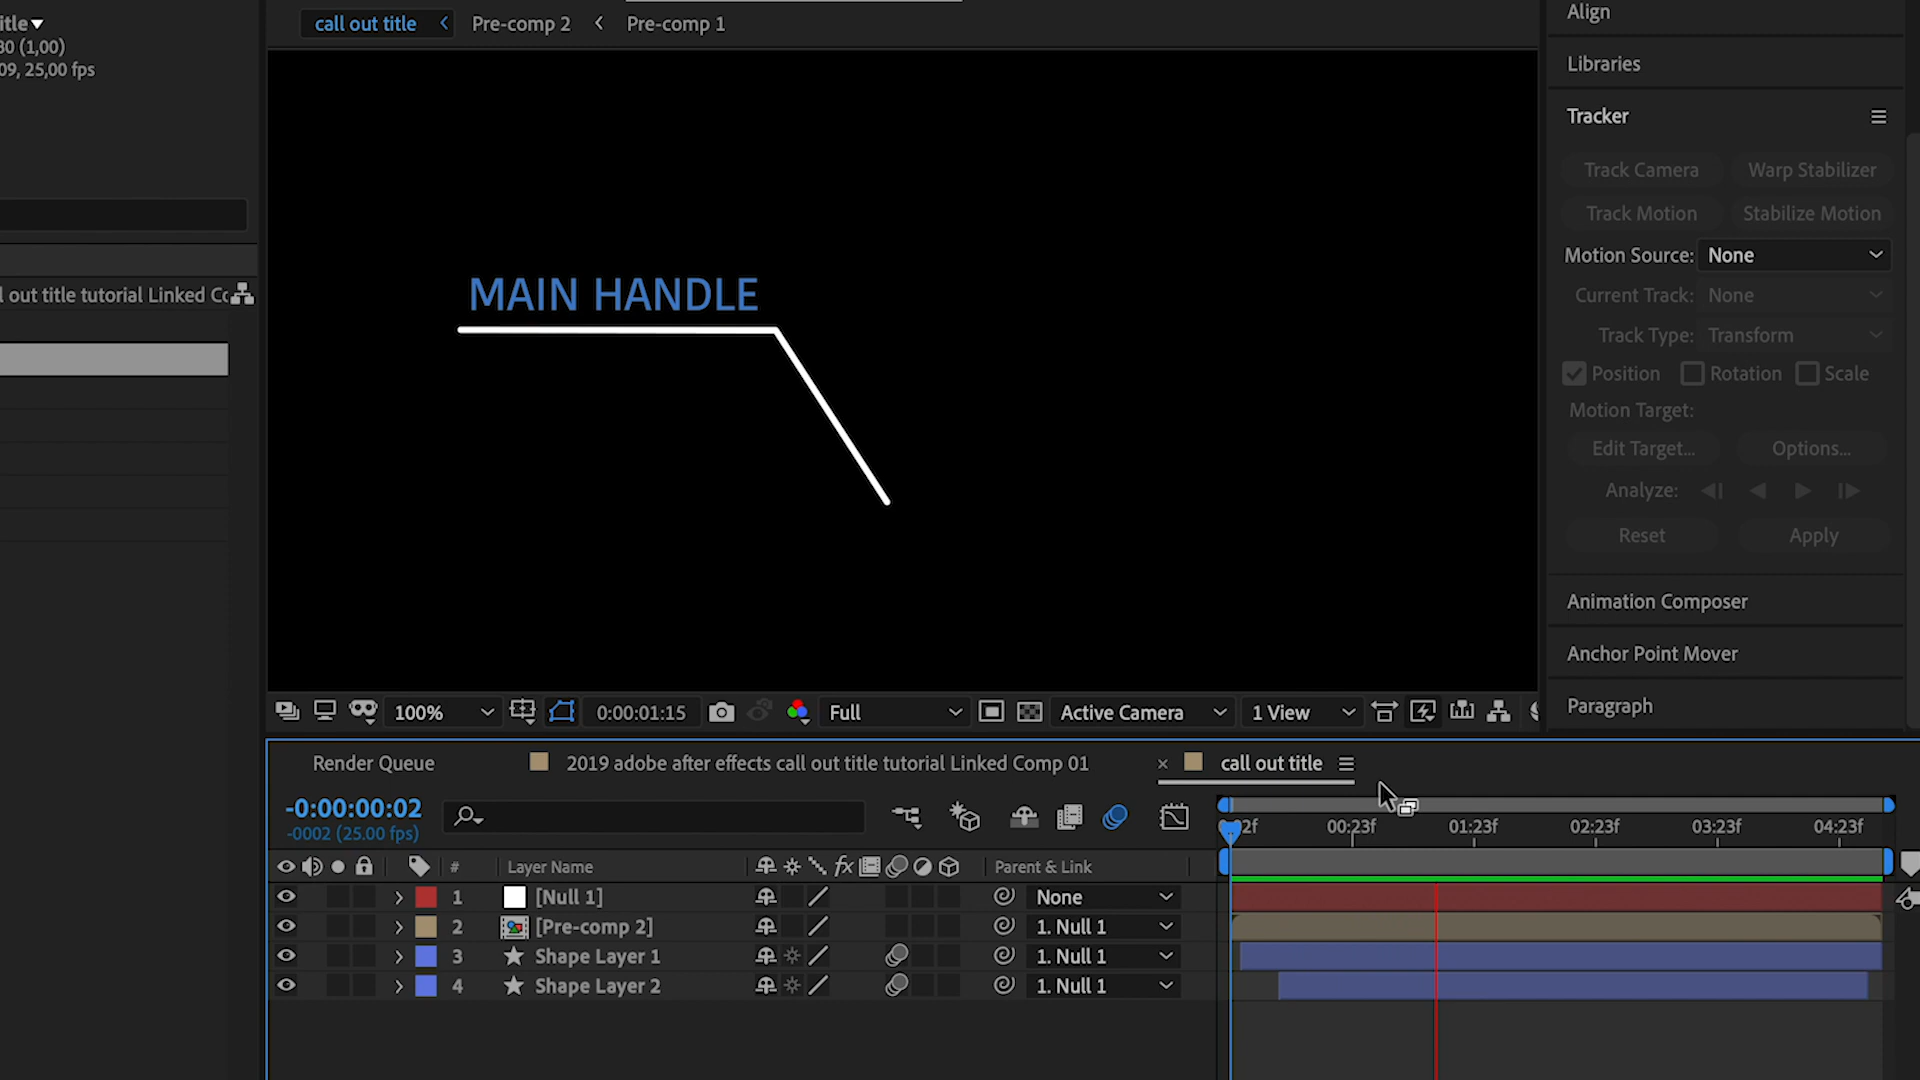 itle
30 (1,00)
09, 25,00 fps
l out title tutorial Linked Co
call out title
Pre-comp 2
Pre-comp 1
MAIN HANDLE
Align
Libraries
Tracker
Track Camera
Warp Stabilizer
Track Motion
Stabilize Motion
Motion Source: None
Current Track: None
Track Type: Transform
Position
Rotation
Scale
Motion Target:
Edit Target...
Options...
Analyze:
Reset
Apply
Animation Composer
Anchor Point Mover
Paragraph
100%
0:00:01:15
Full
Active Camera
1 View
Render Queue
2019 adobe after effects call out title tutorial Linked Comp 01
× call out title
-0:00:00:02
-0002 (25.00 fps)
2f
00:23f
01:23f
02:23f
03:23f
04:23f
# Layer Name
fx
Parent & Link
1 [Null 1] None
2 [Pre-comp 2] 1. Null 1
3 Shape Layer 1 1. Null 1
4 Shape Layer 2 1. Null 1